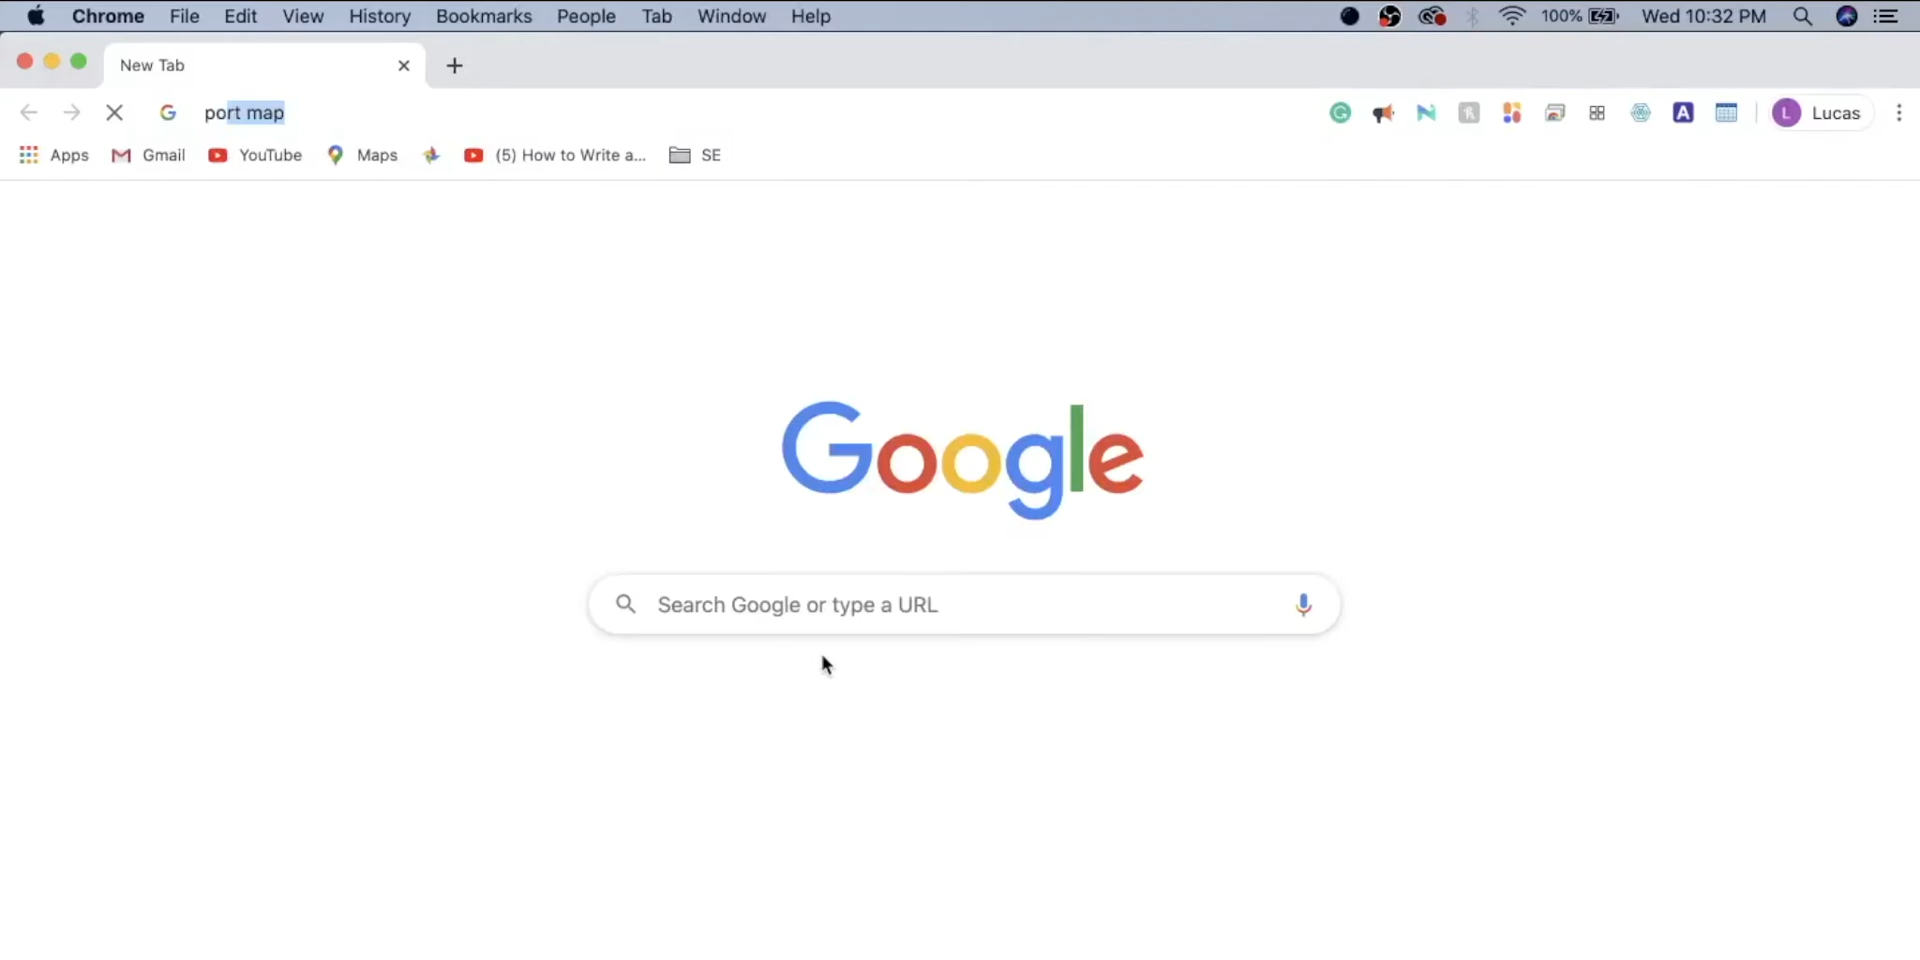 Chrome File Edit View History Bookmarks People Tab Window Help 100% Wed 10:32 PM
New Tab
port map L Lucas
Apps Gmail YouTube Maps (5) How to Write a... SE
Google
Search Google or type a URL